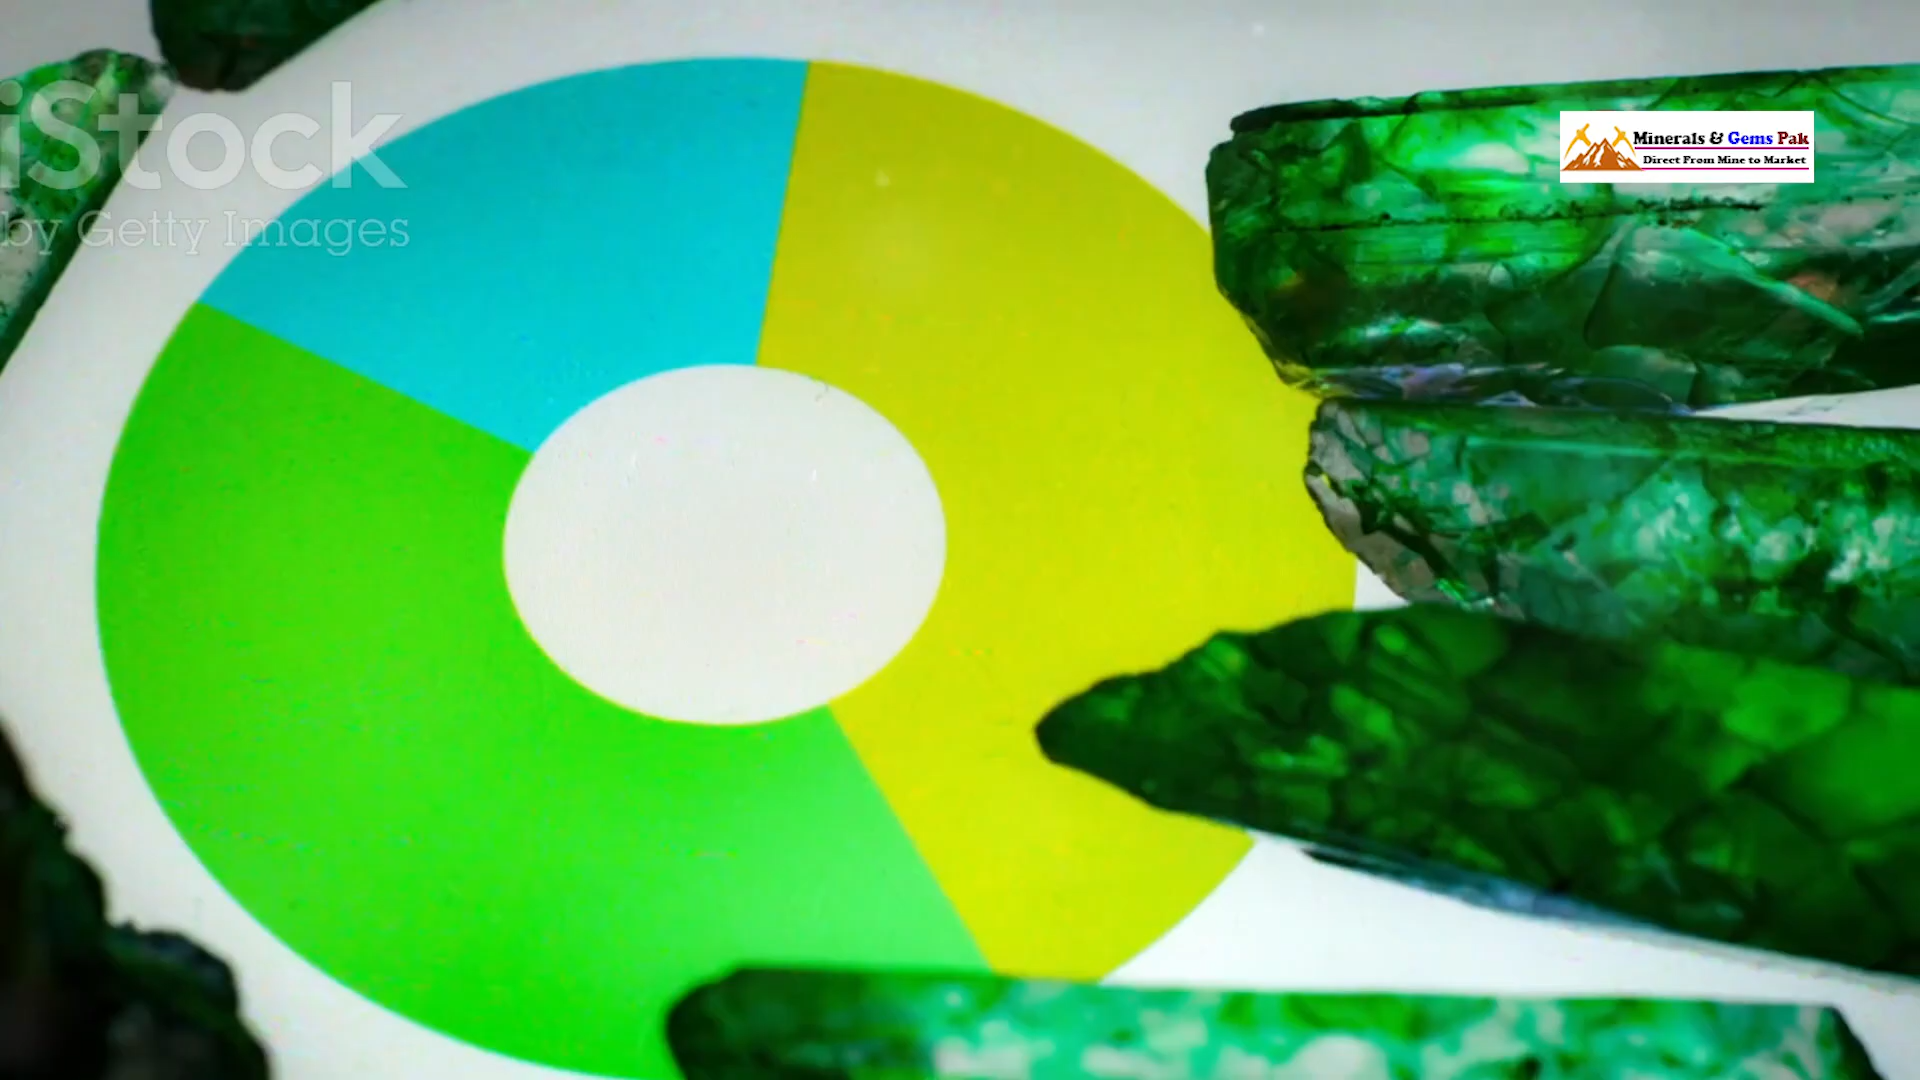 iStock
by Getty Images
Minerals & Gems Pak
Direct From Mine to Market